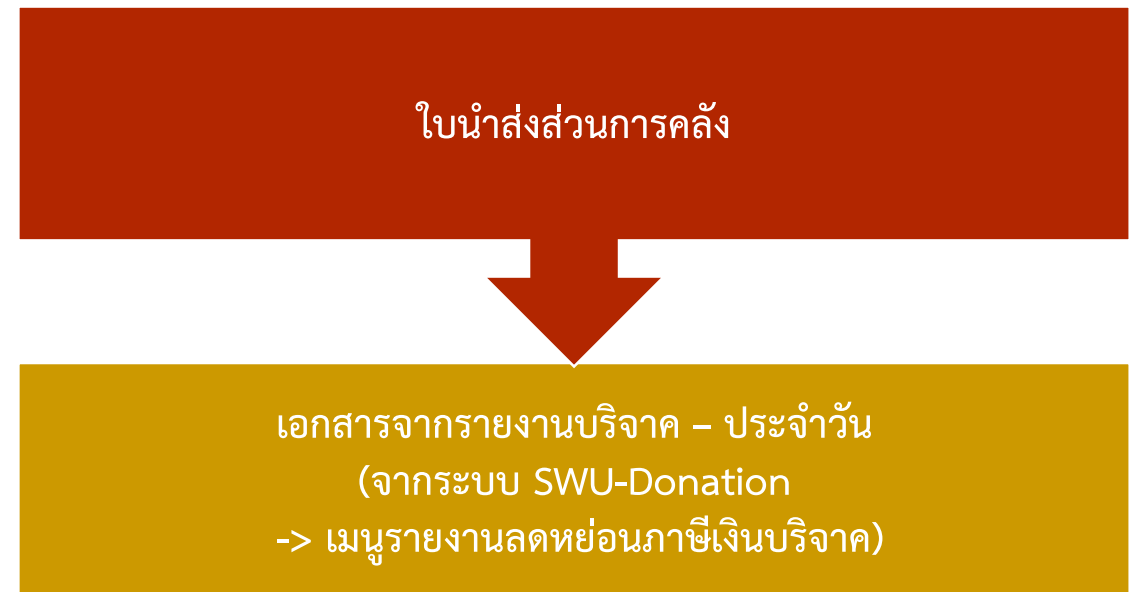 ใบนำส่งส่วนการคลัง
เอกสารจากรายงานบริจาค – ประจำวัน
(จากระบบ SWU-Donation
-> เมนูรายงานลดหย่อนภาษีเงินบริจาค)